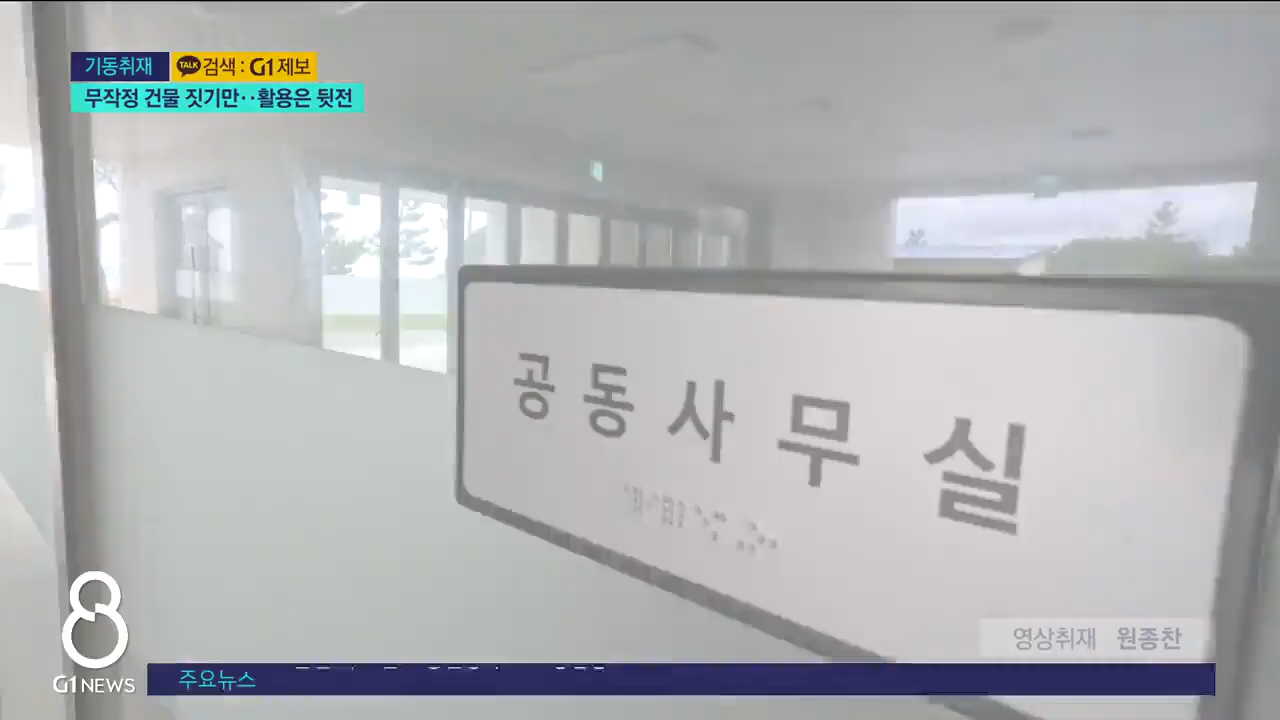 기동취재
TALK 검색 : G1 제보
무작정 건물 짓기만‥활용은 뒷전
공동사무실
영상취재 원종찬
8
G1 NEWS
주요뉴스